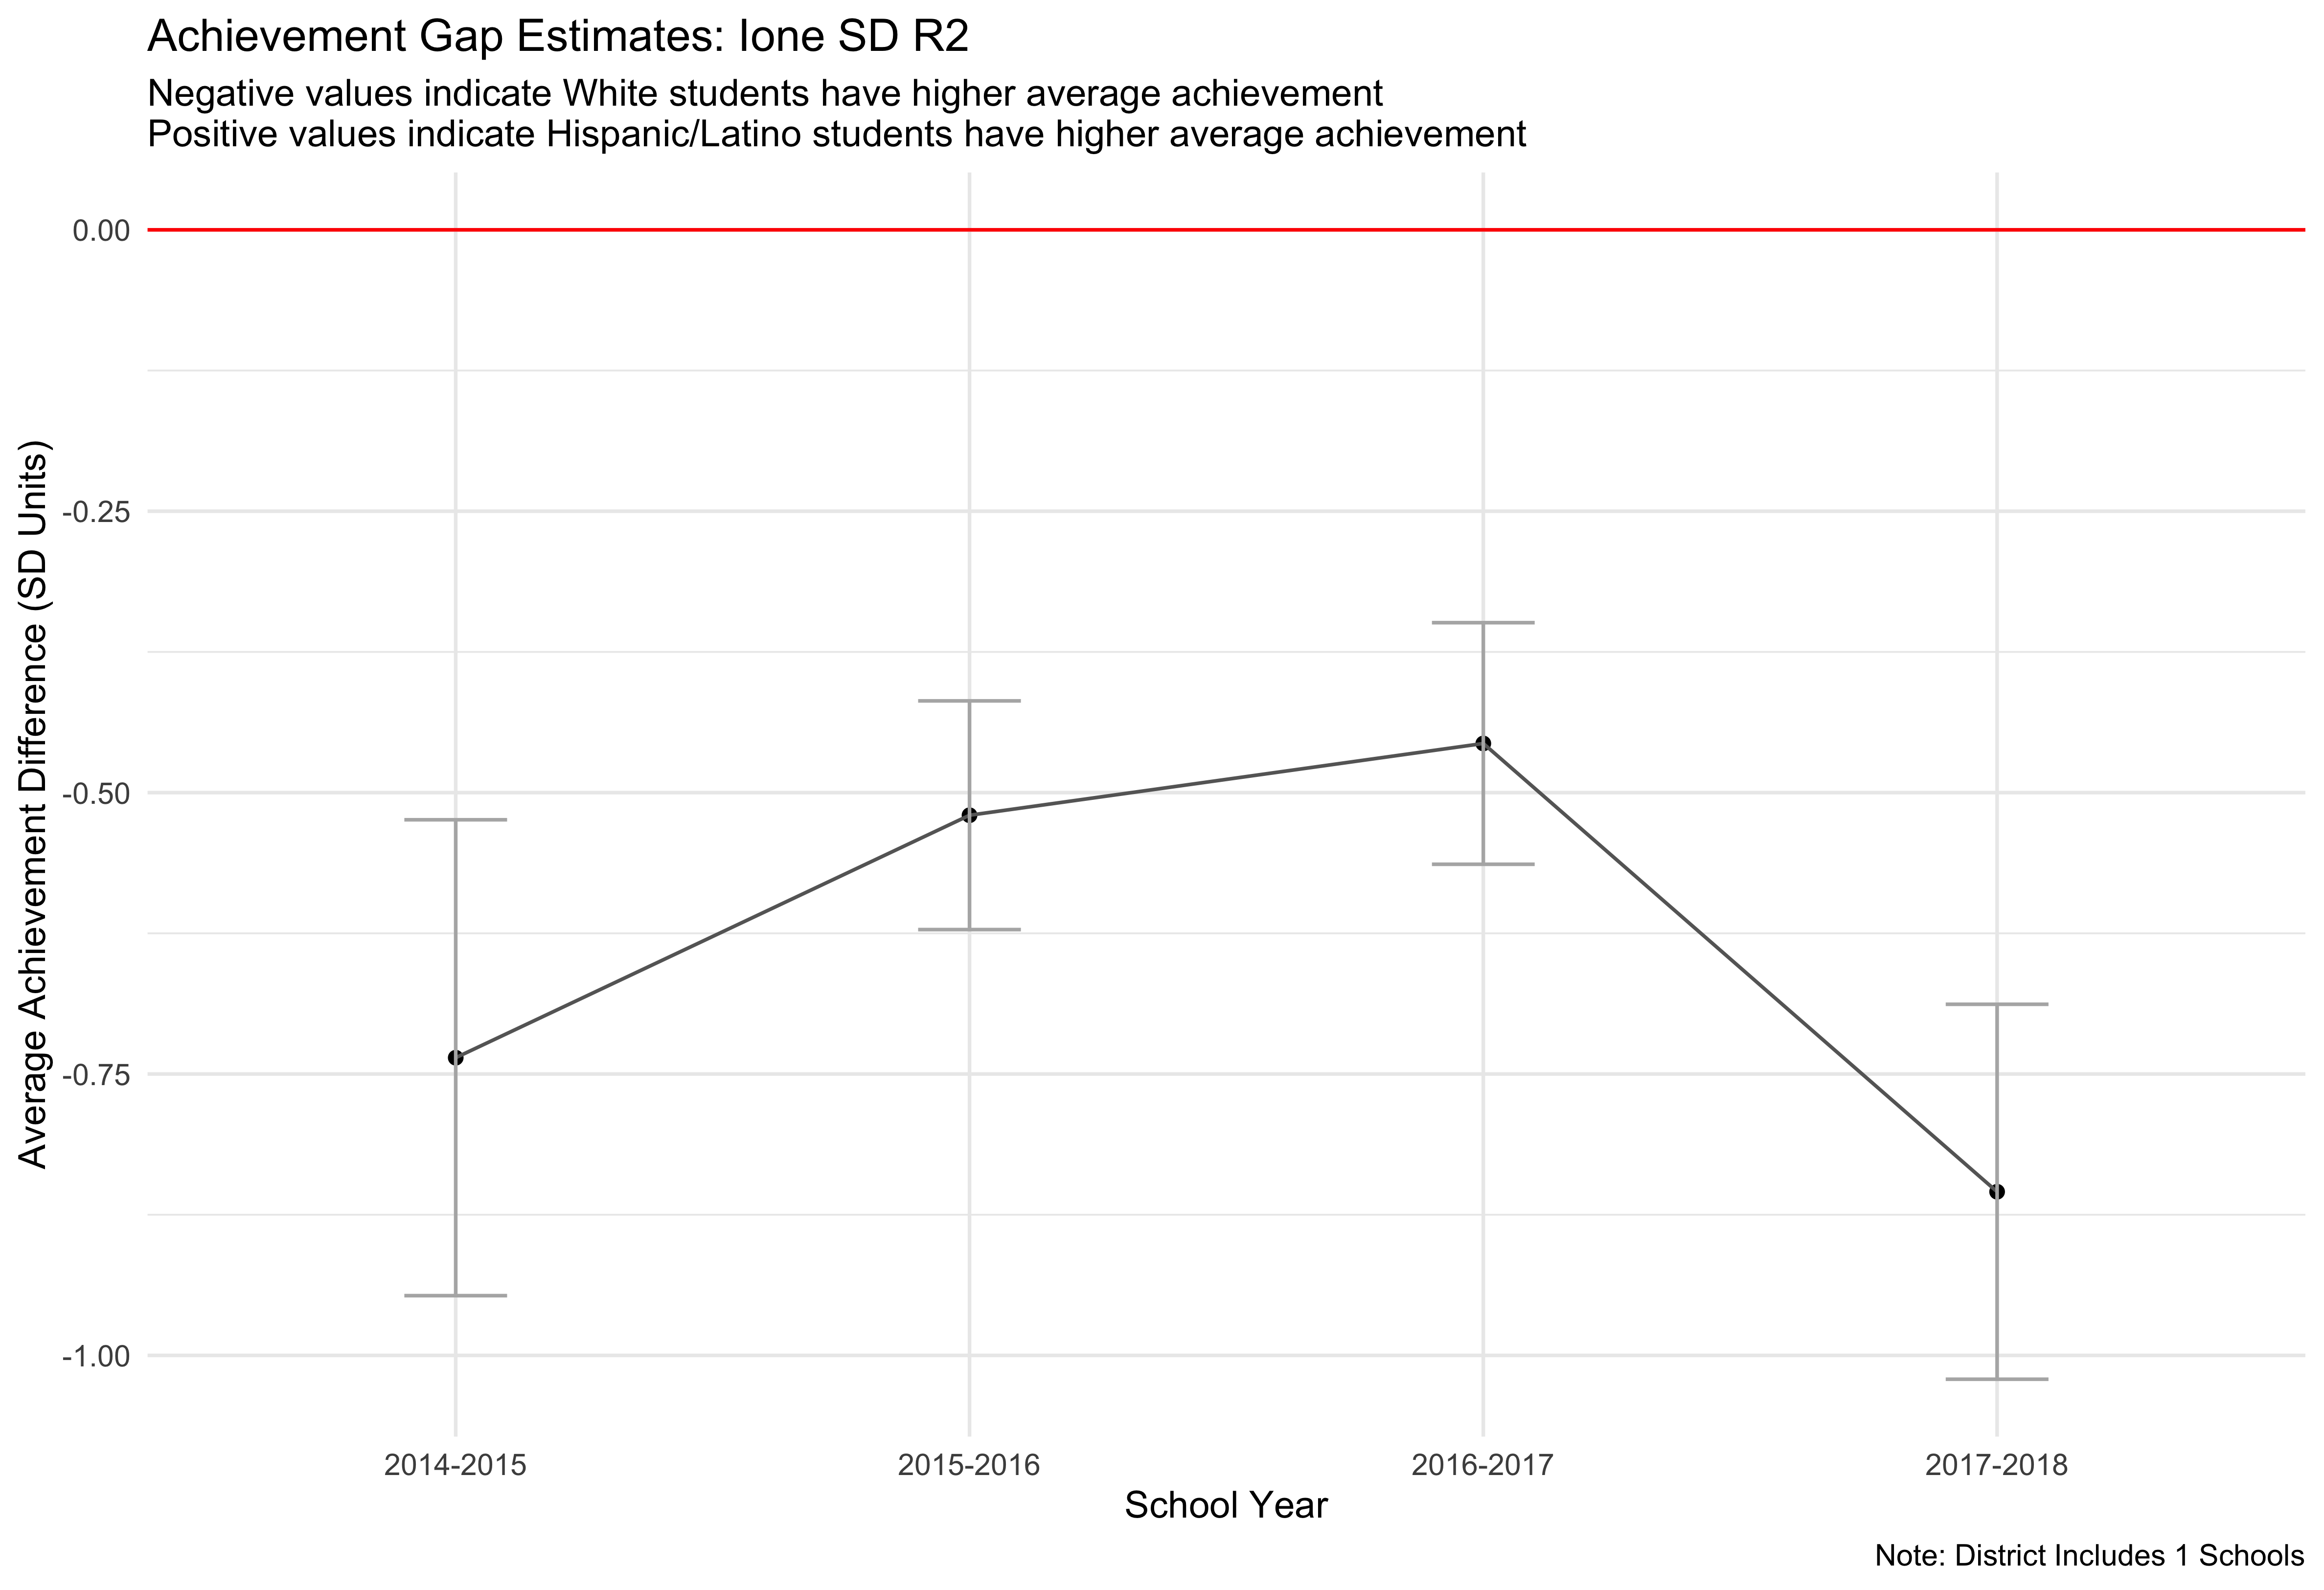 Achievement Gap Estimates: Ione SD R2
Negative values indicate White students have higher average achievement
Positive values indicate Hispanic/Latino students have higher average achievement
Average Achievement Difference (SD Units)
0.00
-0.25
-0.50
-0.75
-1.00
2014-2015
2015-2016
2016-2017
2017-2018
School Year
Note: District Includes 1 Schools